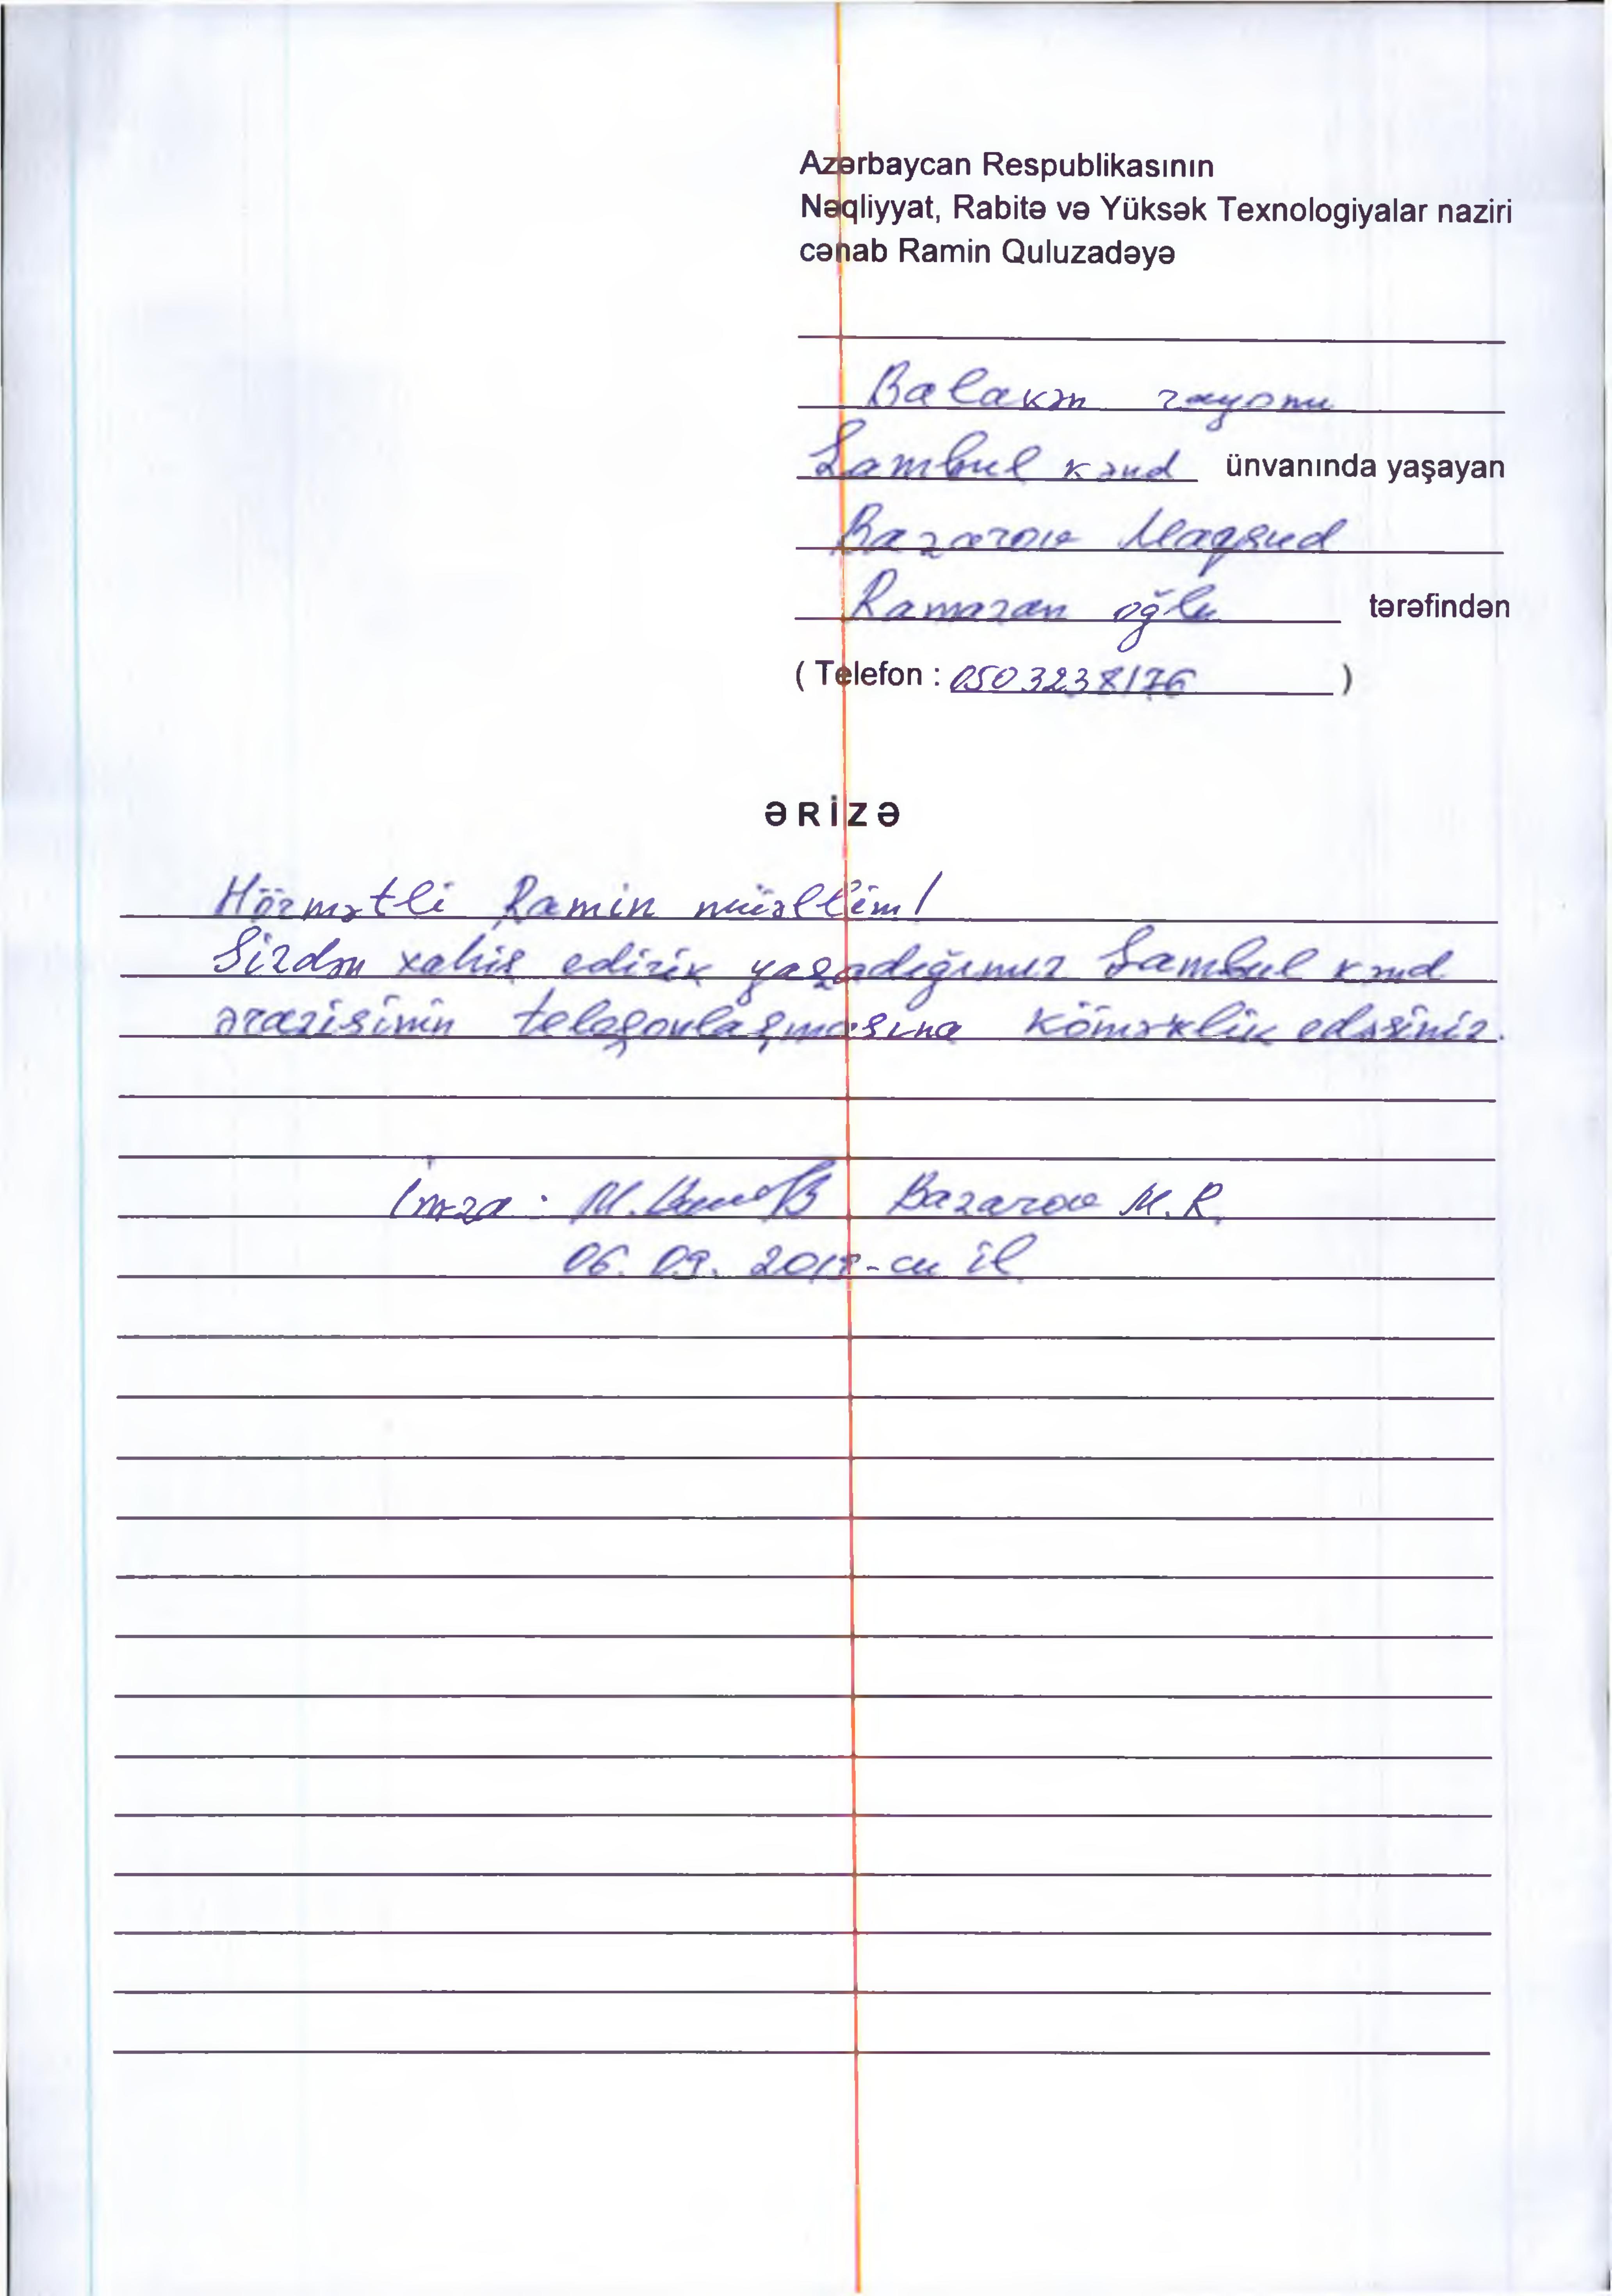 Azərbaycan Respublikasının
Nəqliyyat, Rabitə və Yüksək Texnologiyalar naziri
cənab Ramin Quluzadəyə
Balakən rayonu
Şambul kənd ünvanında yaşayan
Bazarov Maqsud
Ramazan oğlu tərəfindən
( Telefon : 0503238176 )
ƏRİZƏ
Hörmətli Ramin müəllim!
Sizdən xahiş edirik yaşadığımız Şambul kənd
ərazisinin telefonlaşmasına köməklik edəsiniz.
İmza : Bazarov M.R.
06. 09. -cu il